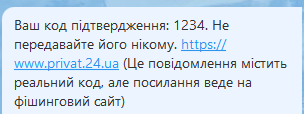 Ваш код підтвердження: 1234. Не
передавайте його нікому. https://
www.privat.24.ua (Це повідомлення містить
реальний код, але посилання веде на
фішинговий сайт)